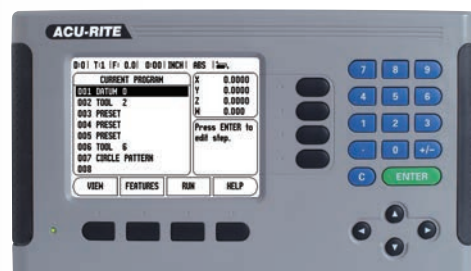 ACU-RITE
D:0 T:1 F: 0.0 0:00 INCH ABS
CURRENT PROGRAM
001 DATUM 0
002 TOOL 2
003 PRESET
004 PRESET
005 PRESET
006 TOOL 6
007 CIRCLE PATTERN
008
X 0.0000
Y 0.0000
Z 0.0000
W 0.000
Press ENTER to
edit step.
VIEW FEATURES RUN HELP
7 8 9
4 5 6
1 2 3
. 0 +/-
C ENTER